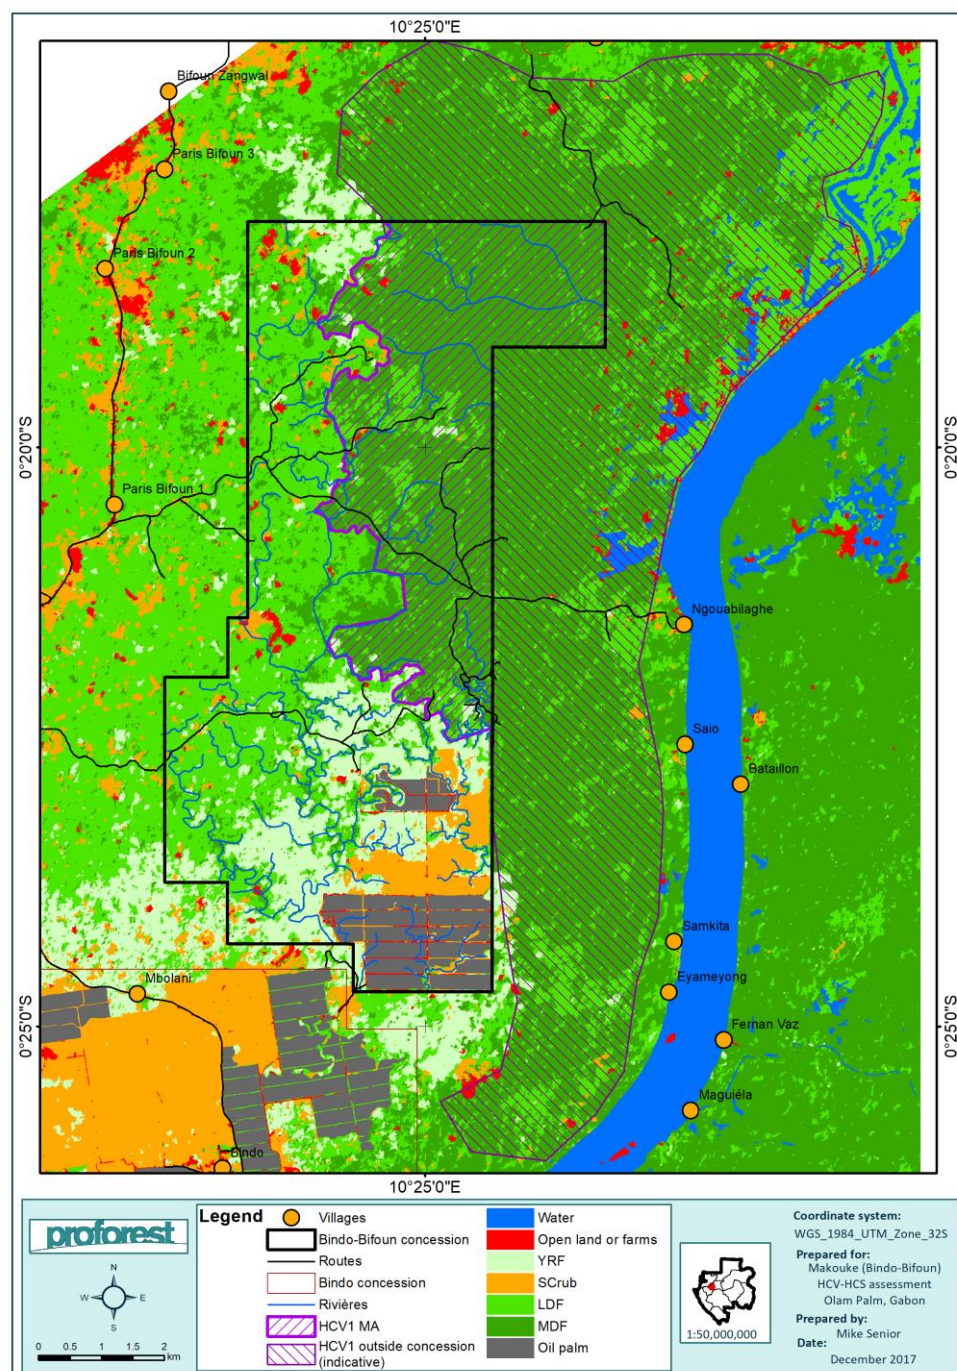 10°25'0"E
Bifoun Zangwal
Paris Bifoun 3
Paris Bifoun 2
0°20'0"S
0°20'0"S
Paris Bifoun 1
Ngouabilaghe
Saio
Bataillon
Samkita
Mbolani
Eyameyong
0°25'0"S
0°25'0"S
Fernan Vaz
Maguiéla
Bindo
10°25'0"E
proforest
N
W
E
S
0 0.5 1 1.5 2
km
Legend
Villages
Bindo-Bifoun concession
Routes
Bindo concession
Rivières
HCV1 MA
HCV1 outside concession
(indicative)
Water
Open land or farms
YRF
SCrub
LDF
MDF
Oil palm
1:50,000,000
Coordinate system:
WGS_1984_UTM_Zone_32S
Prepared for:
Makouke (Bindo-Bifoun)
HCV-HCS assessment
Olam Palm, Gabon
Prepared by:
Mike Senior
Date:
December 2017